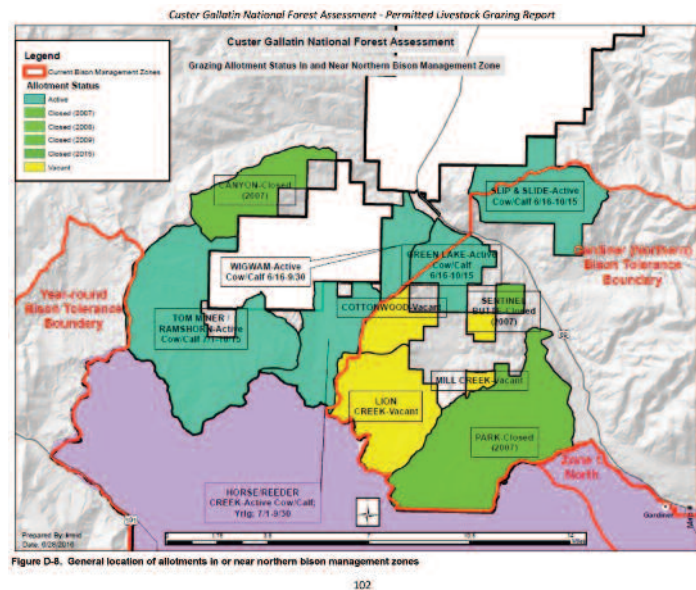 Custer Gallatin National Forest Assessment - Permitted Livestock Grazing Report
Custer Gallatin National Forest Assessment
Grazing Allotment Status In and Near Northern Bison Management Zone
Legend
Current Bison Management Zones
Allotment Status
Active
Closed (2007)
Closed (2008)
Closed (2009)
Closed (2015)
Vacant
CANYON-Closed
(2007)
SLIP & SLIDE-Active
Cow/Calf 6/16-10/15
WIGWAM-Active
Cow/Calf 6/16-9/30
GREEN LAKE-Active
Cow/Calf
6/16-10/15
Gardiner (Northern)
Bison Tolerance
Boundary
Year-round
Bison Tolerance
Boundary
TOM MINER /
RAMSHORN-Active
Cow/Calf 7/1-10/15
COTTONWOOD-Vacant
SENTINEL
BUTTE-Closed
(2007)
MILL CREEK-Vacant
LION
CREEK-Vacant
PARK-Closed
(2007)
HORSE/REEDER
CREEK-Active Cow/Calf;
Yrlg; 7/1-9/30
North
Gardiner
Prepared By:
Date:
Figure D-8. General location of allotments in or near northern bison management zones
102